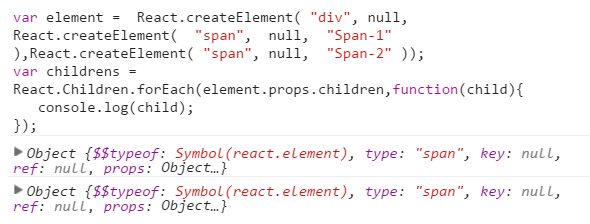 var element =  React.createElement( "div", null,
React.createElement(  "span",  null,  "Span-1"
),React.createElement( "span", null,  "Span-2" ));
var childrens =
React.Children.forEach(element.props.children,function(child){
   console.log(child);
});
Object {$$typeof: Symbol(react.element), type: "span", key: null,
ref: null, props: Object…}
Object {$$typeof: Symbol(react.element), type: "span", key: null,
ref: null, props: Object…}